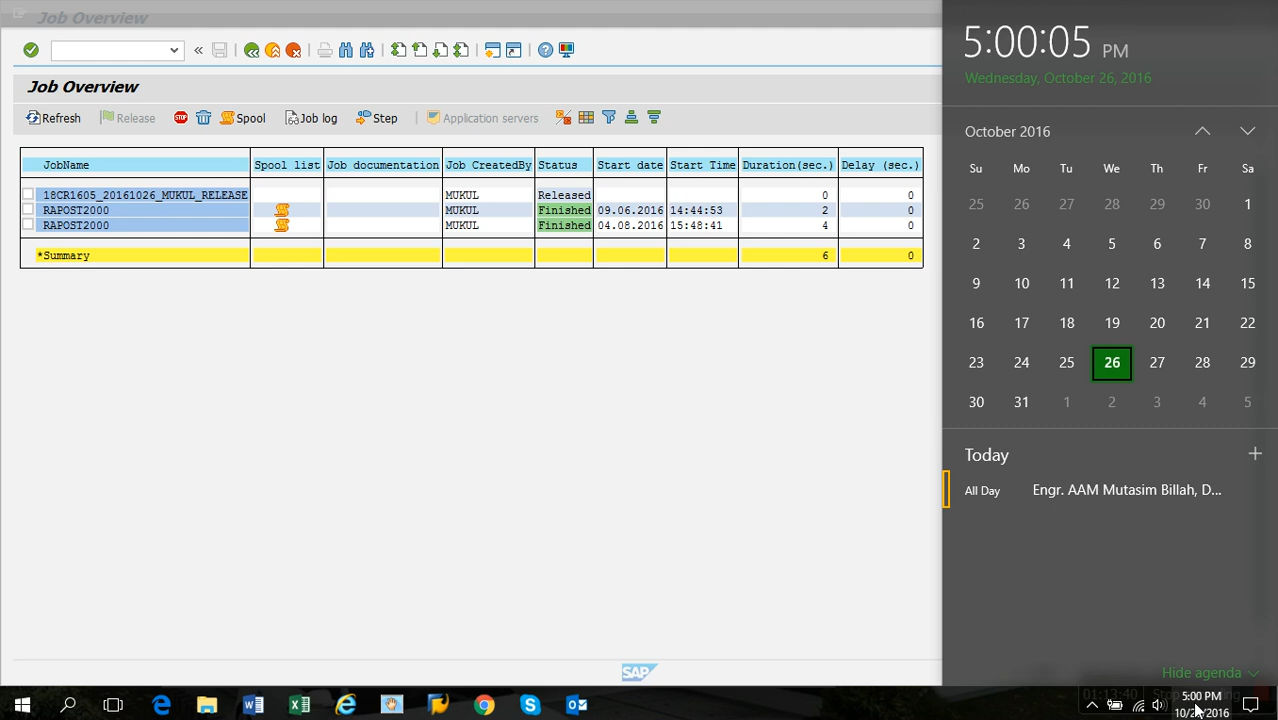 Job Overview
Job Overview
Refresh Release STOP Spool Job log Step Application servers
JobName Spool list Job documentation Job CreatedBy Status Start date Start Time Duration(sec.) Delay (sec.)
18CR1605_20161026_MUKUL_RELEASE MUKUL Released 0 0
RAPOST2000 MUKUL Finished 09.06.2016 14:44:53 2 0
RAPOST2000 MUKUL Finished 04.08.2016 15:48:41 4 0
*Summary 6 0
SAP
5:00:05 PM
Wednesday, October 26, 2016
October 2016
Su Mo Tu We Th Fr Sa
25 26 27 28 29 30 1
2 3 4 5 6 7 8
9 10 11 12 13 14 15
16 17 18 19 20 21 22
23 24 25 26 27 28 29
30 31 1 2 3 4 5
Today
All Day Engr. AAM Mutasim Billah, D...
Hide agenda
01:13:40 Stop
5:00 PM